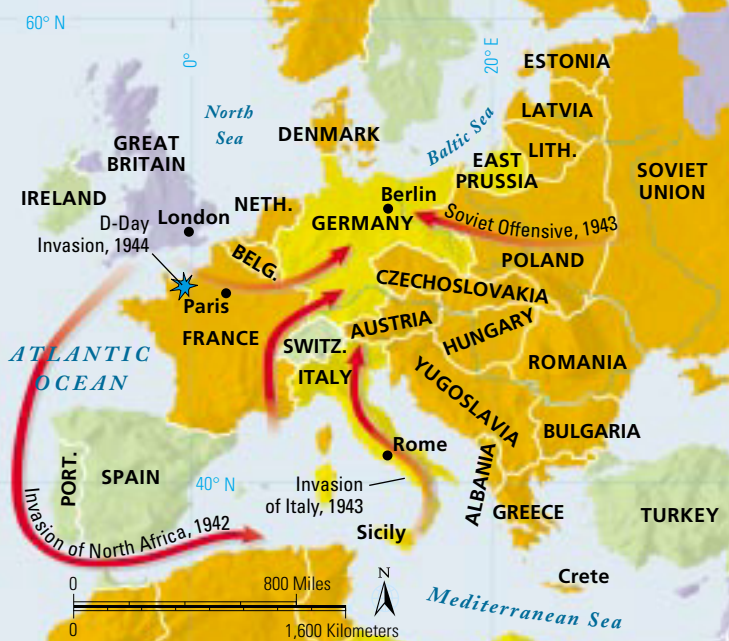 60° N
0°
20° E
ESTONIA
North
Sea
LATVIA
DENMARK
Baltic Sea
GREAT
BRITAIN
LITH.
EAST
PRUSSIA
SOVIET
UNION
IRELAND
NETH.
Berlin
London
D-Day
Invasion, 1944
GERMANY
Soviet Offensive, 1943
BELG.
POLAND
CZECHOSLOVAKIA
Paris
FRANCE
AUSTRIA
HUNGARY
SWITZ.
ATLANTIC
OCEAN
ITALY
ROMANIA
YUGOSLAVIA
BULGARIA
Rome
PORT.
SPAIN
40° N
Invasion
of Italy, 1943
ALBANIA
GREECE
TURKEY
Invasion of North Africa, 1942
Sicily
Crete
N
0 800 Miles
0 1,600 Kilometers
Mediterranean Sea